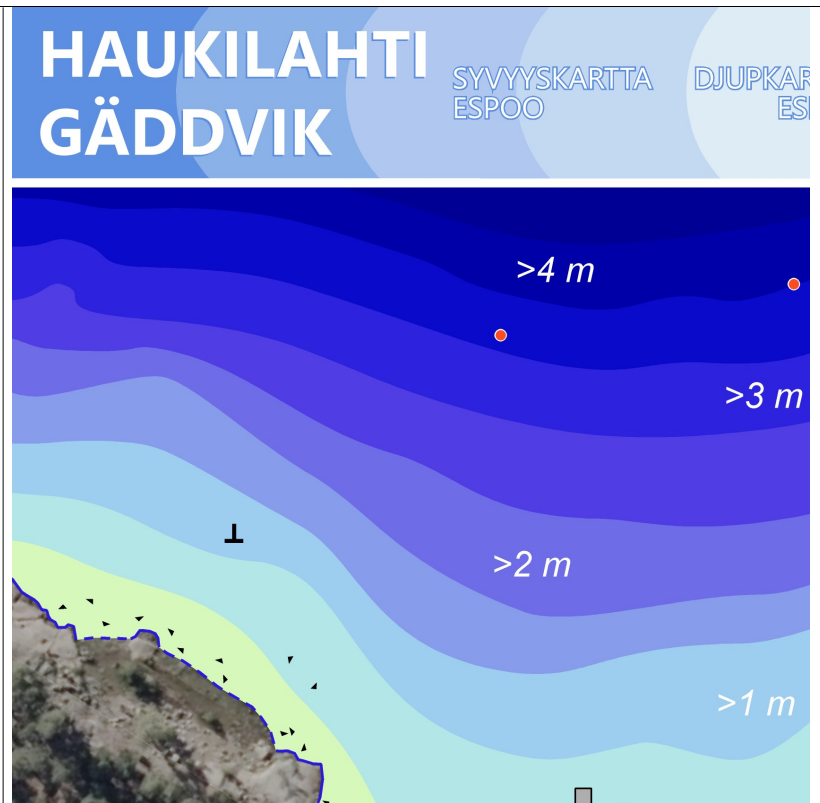 HAUKILAHTI
GÄDDVIK
SYVYYSKARTTA
ESPOO
>4 m
>3 m
>2 m
>1 m